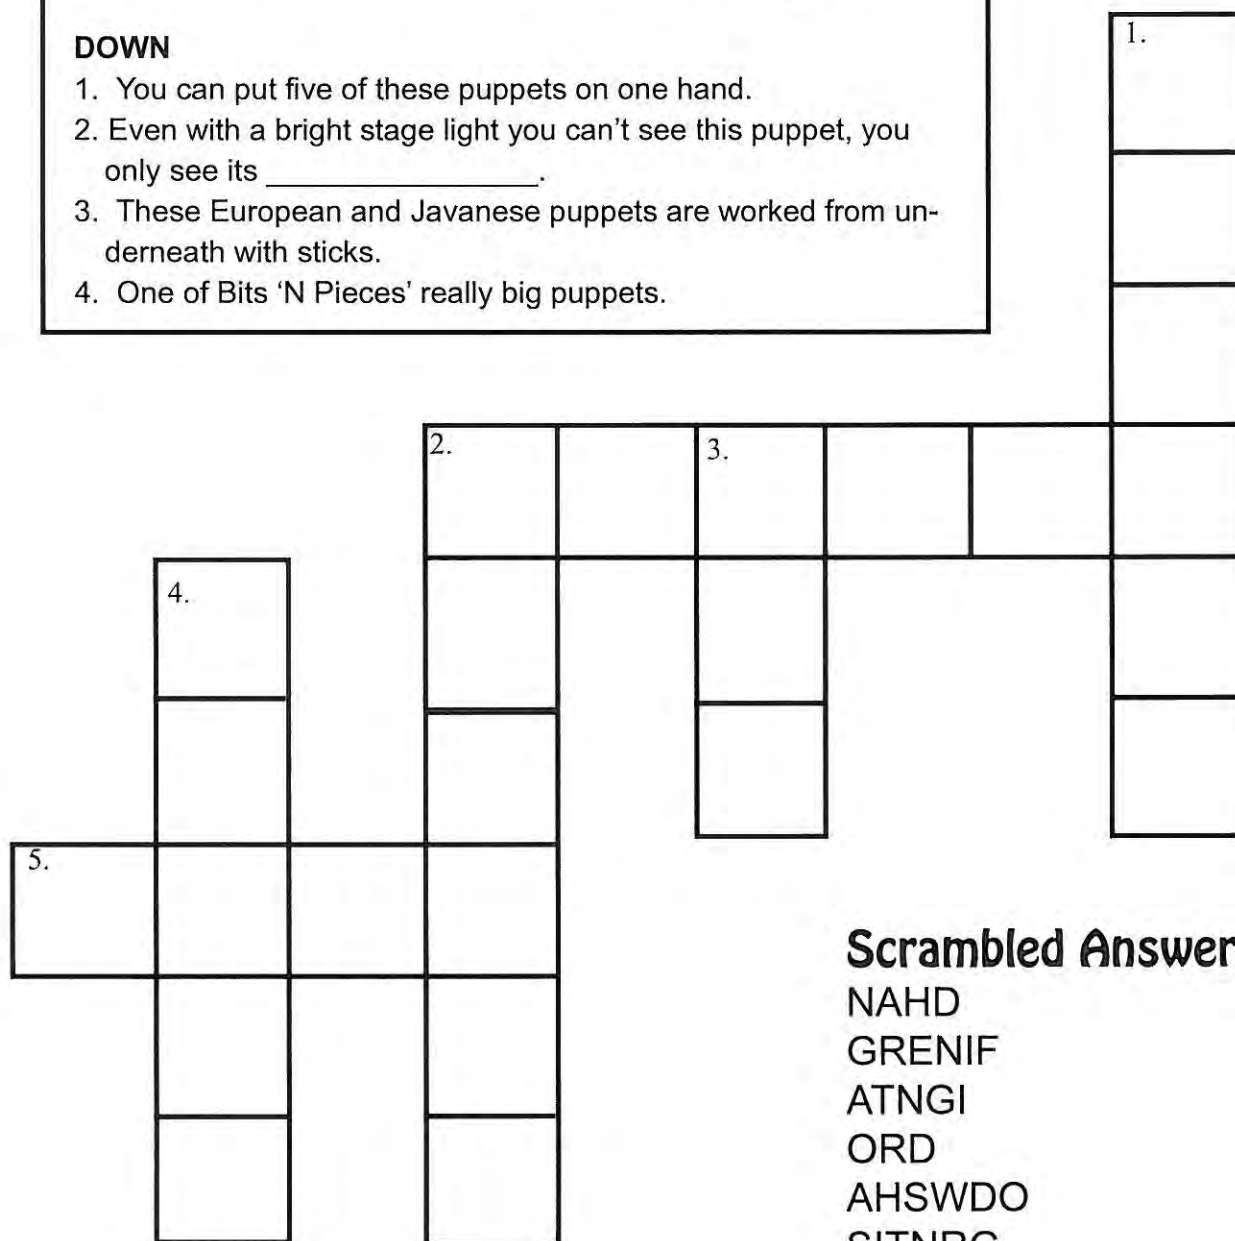 DOWN
1. You can put five of these puppets on one hand.
2. Even with a bright stage light you can't see this puppet, you
only see its _________________.
3. These European and Javanese puppets are worked from un-
derneath with sticks.
4. One of Bits 'N Pieces' really big puppets.
1.
2.
3.
4.
5.
Scrambled Answer
NAHD
GRENIF
ATNGI
ORD
AHSWDO